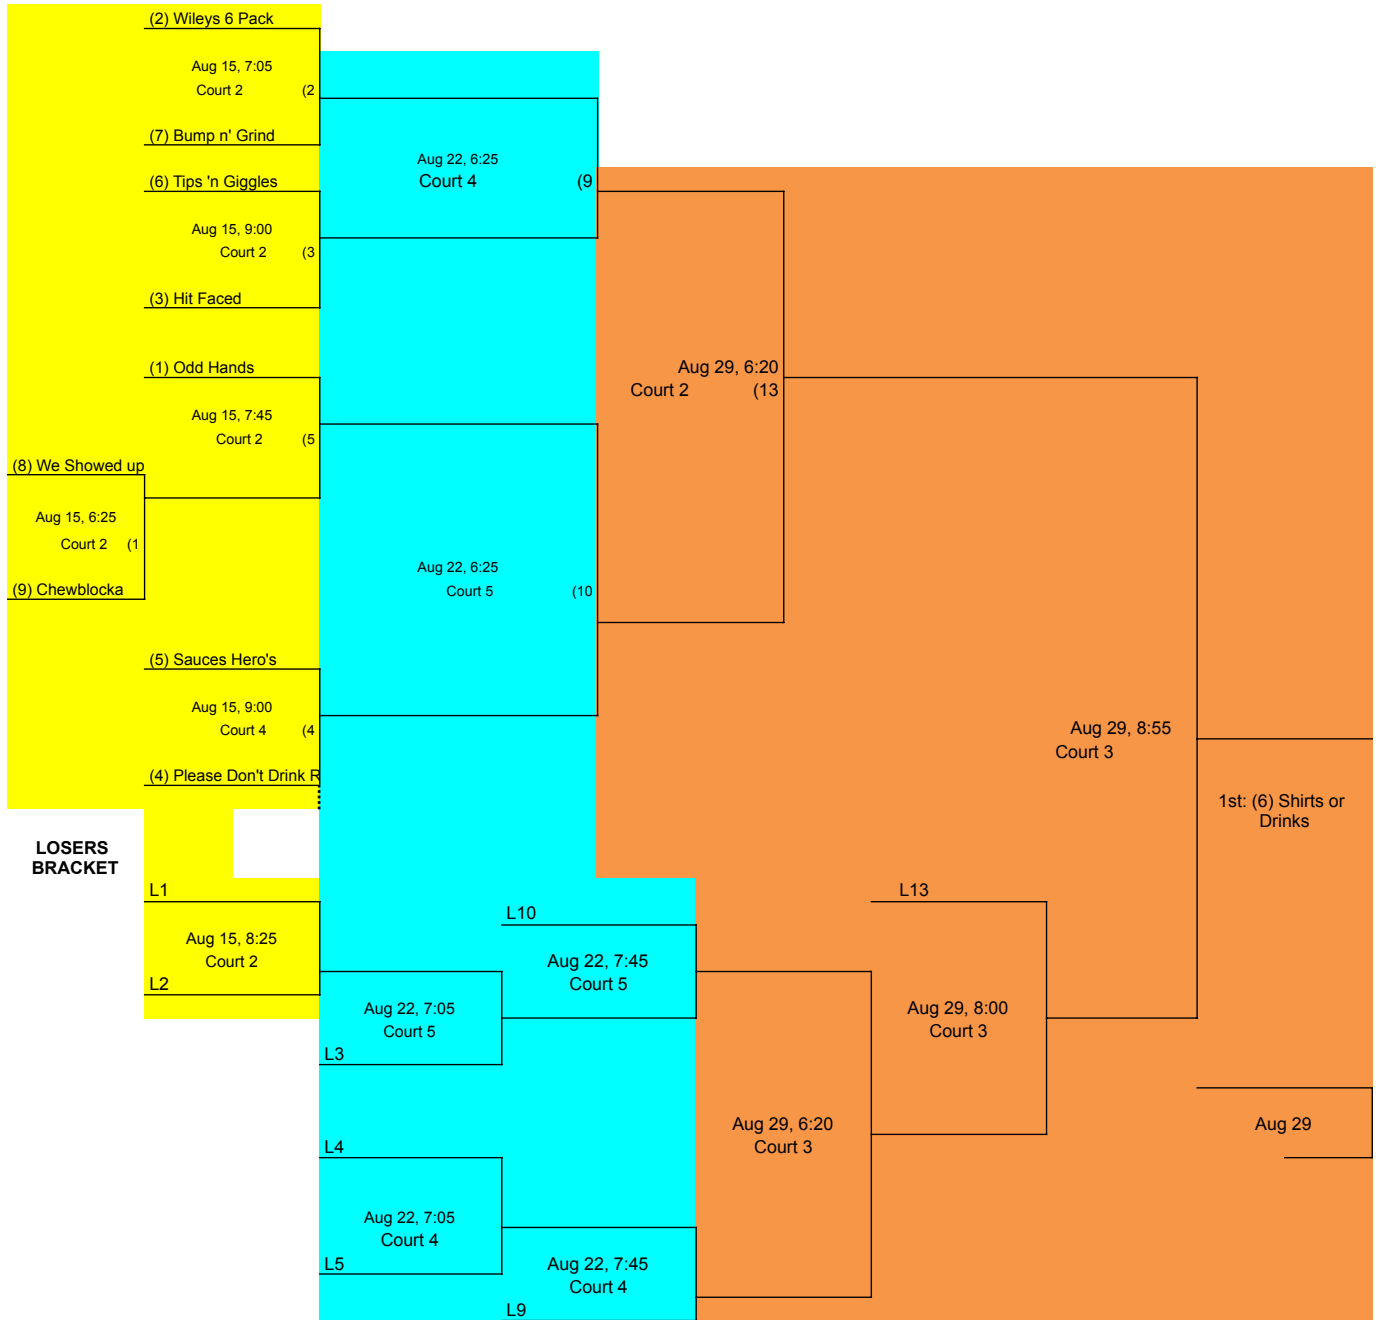 (2) Wileys 6 Pack
Aug 15, 7:05
Court 2 (2
(7) Bump n' Grind
(6) Tips 'n Giggles
Aug 15, 9:00
Court 2 (3
(3) Hit Faced
(1) Odd Hands
Aug 15, 7:45
Court 2 (5
(8) We Showed up
Aug 15, 6:25
Court 2 (1
(9) Chewblocka
(5) Sauces Hero's
Aug 15, 9:00
Court 4 (4
(4) Please Don't Drink R
Aug 22, 6:25
Court 4 (9
Aug 22, 6:25
Court 5 (10
Aug 29, 6:20
Court 2 (13
Aug 29, 8:55
Court 3
1st: (6) Shirts or
Drinks
LOSERS
BRACKET
L1
Aug 15, 8:25
Court 2
L2
Aug 22, 7:05
Court 5
L3
L10
Aug 22, 7:45
Court 5
L4
Aug 22, 7:05
Court 4
L5
Aug 22, 7:45
Court 4
L9
Aug 29, 6:20
Court 3
L13
Aug 29, 8:00
Court 3
Aug 29